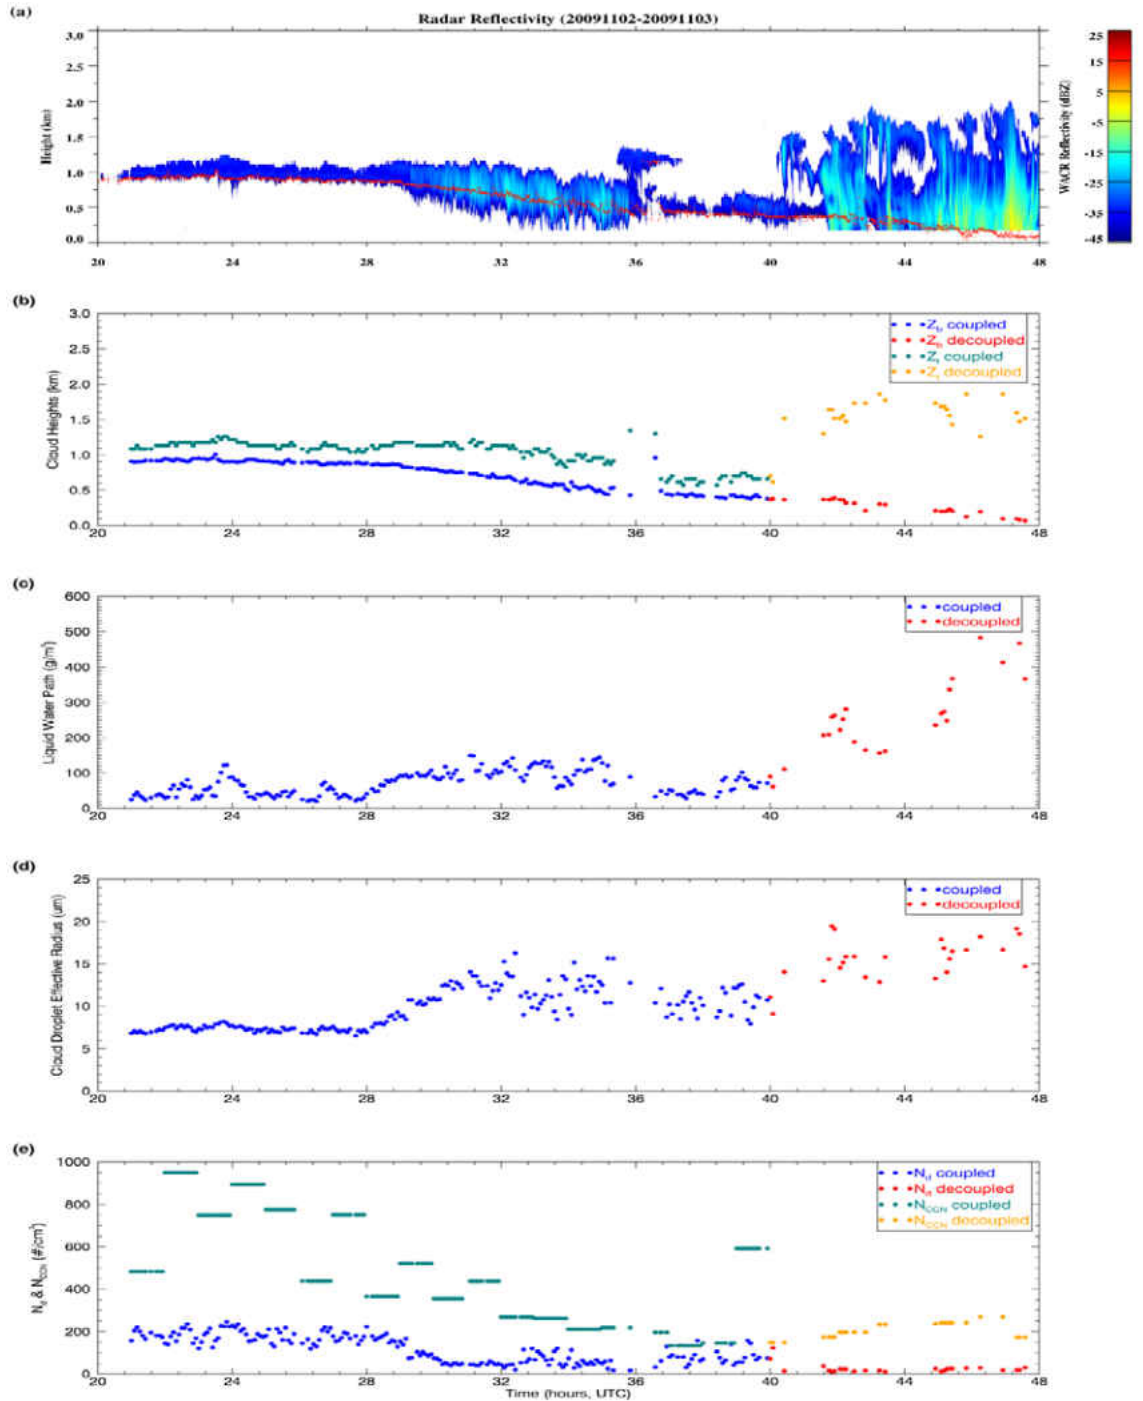 (a)
Radar Reflectivity (20091102-20091103)
3.0
2.5
2.0
1.5
1.0
0.5
0.0
Height (km)
20 24 28 32 36 40 44 48
25
15
5
-5
-15
-25
-35
-45
WACR Reflectivity (dBZ)
(b)
3.0
2.5
2.0
1.5
1.0
0.5
0.0
Cloud Heights (km)
Zb coupled
Zb decoupled
Zt coupled
Zt decoupled
20 24 28 32 36 40 44 48
(c)
600
500
400
300
200
100
0
Liquid Water Path (g/m²)
coupled
decoupled
20 24 28 32 36 40 44 48
(d)
25
20
15
10
5
0
Cloud Droplet Effective Radius (um)
coupled
decoupled
20 24 28 32 36 40 44 48
(e)
1000
800
600
400
200
0
Nd & NCCN (#/cm³)
Nd coupled
Nd decoupled
NCCN coupled
NCCN decoupled
20 24 28 32 36 40 44 48
Time (hours, UTC)